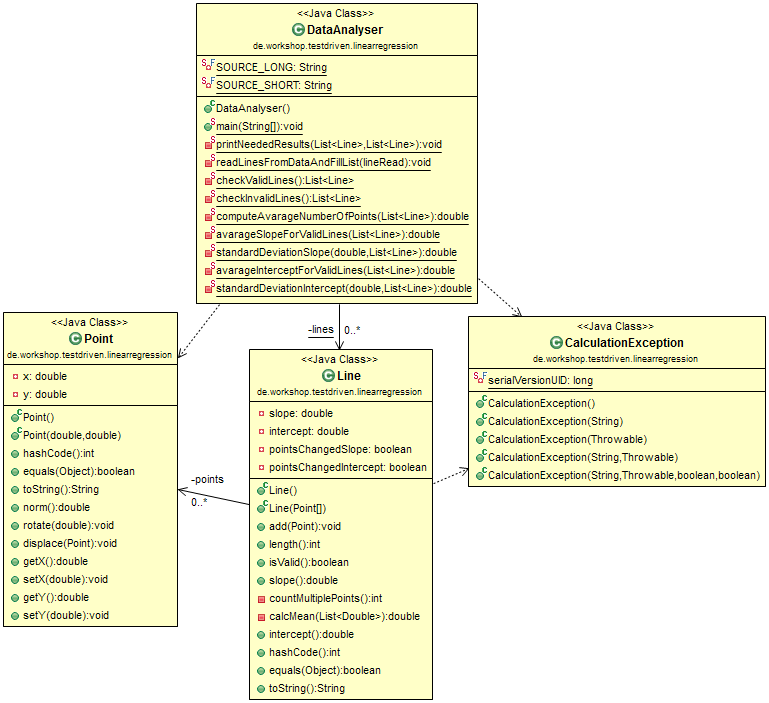 <<Java Class>>
DataAnalyser
de.workshop.testdriven.linearregression
SOURCE_LONG: String
SOURCE_SHORT: String
DataAnalyser()
main(String[]):void
printNeededResults(List<Line>,List<Line>):void
readLinesFromDataAndFillList(lineRead):void
checkValidLines():List<Line>
checkInvalidLines():List<Line>
computeAvarageNumberOfPoints(List<Line>):double
avarageSlopeForValidLines(List<Line>):double
standardDeviationSlope(double,List<Line>):double
avarageInterceptForValidLines(List<Line>):double
standardDeviationIntercept(double,List<Line>):double
-lines
0..*
<<Java Class>>
Point
de.workshop.testdriven.linearregression
x: double
y: double
Point()
Point(double,double)
hashCode():int
equals(Object):boolean
toString():String
norm():double
rotate(double):void
displace(Point):void
getX():double
setX(double):void
getY():double
setY(double):void
-points
0..*
<<Java Class>>
Line
de.workshop.testdriven.linearregression
slope: double
intercept: double
pointsChangedSlope: boolean
pointsChangedIntercept: boolean
Line()
Line(Point[])
add(Point):void
length():int
isValid():boolean
slope():double
countMultiplePoints():int
calcMean(List<Double>):double
intercept():double
hashCode():int
equals(Object):boolean
toString():String
<<Java Class>>
CalculationException
de.workshop.testdriven.linearregression
serialVersionUID: long
CalculationException()
CalculationException(String)
CalculationException(Throwable)
CalculationException(String,Throwable)
CalculationException(String,Throwable,boolean,boolean)